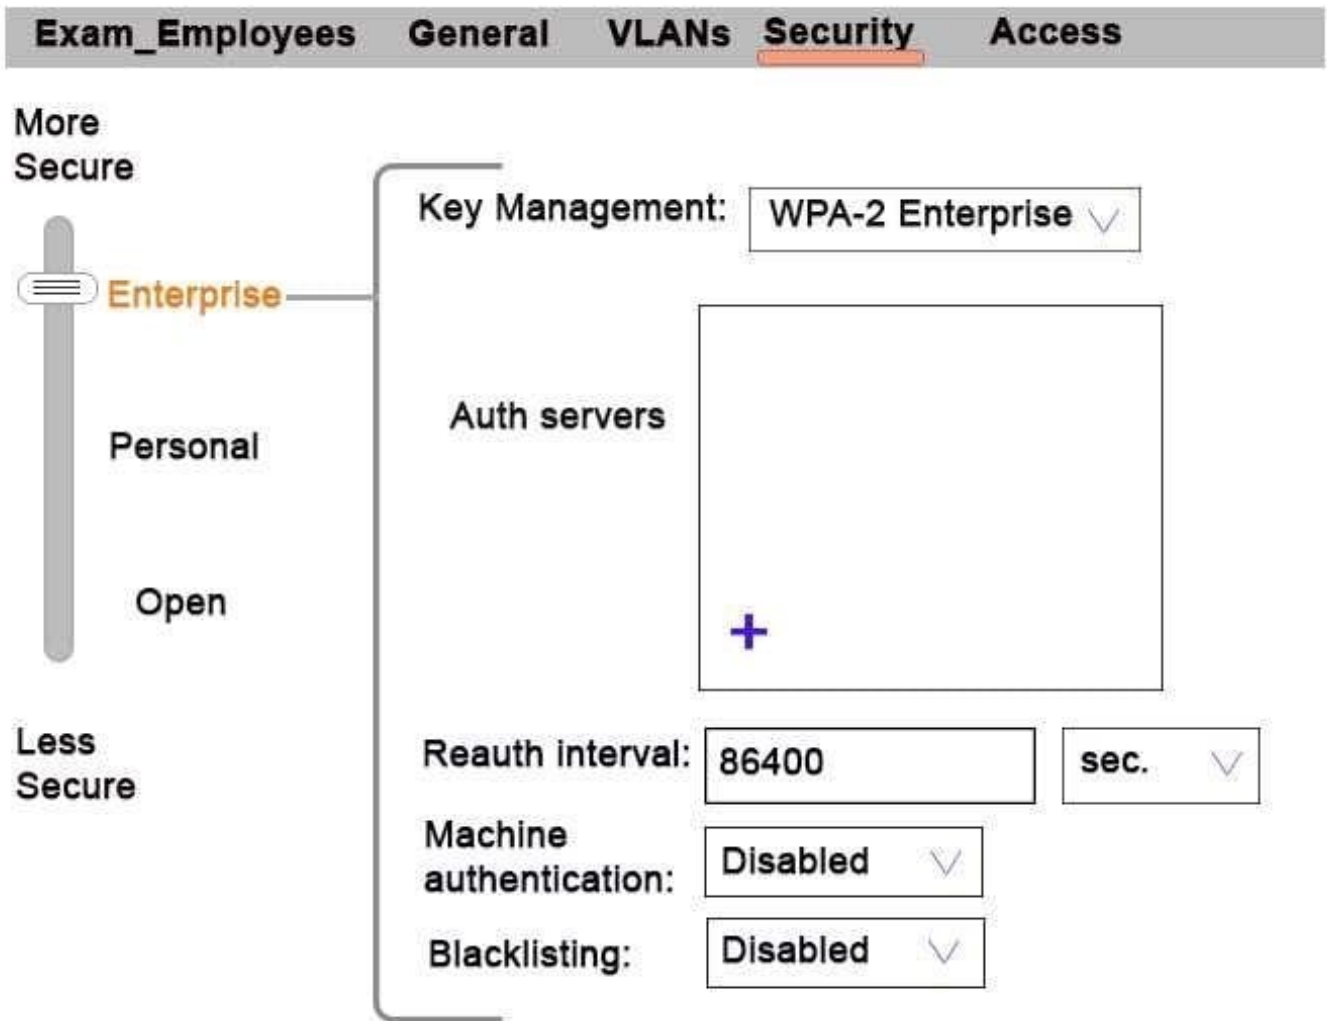 Exam_Employees General VLANs Security Access
More
Secure
Key Management: WPA-2 Enterprise
Enterprise
Auth servers
Personal
+
Open
Less
Secure
Reauth interval: 86400 sec.
Machine
authentication: Disabled
Blacklisting: Disabled